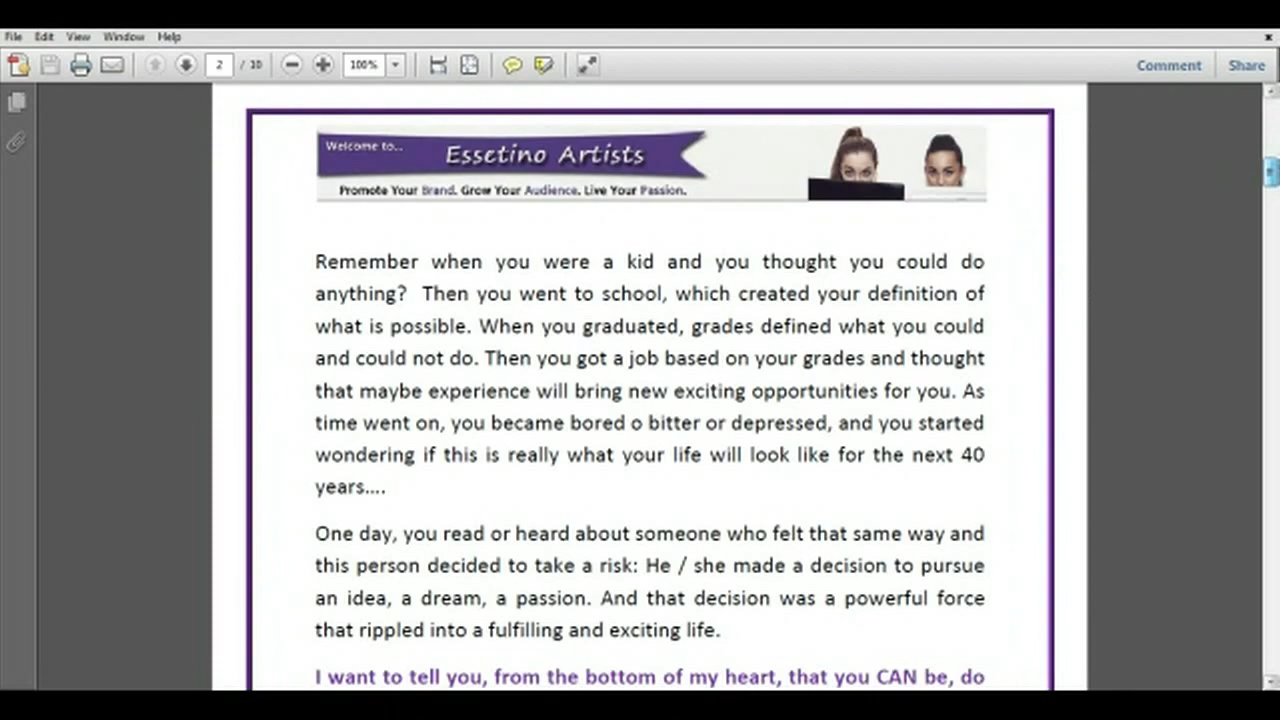 File Edit View Window Help x
2 / 10 100% Comment Share
Welcome to...
Essetino Artists
Promote Your Brand. Grow Your Audience. Live Your Passion.
Remember when you were a kid and you thought you could do
anything? Then you went to school, which created your definition of
what is possible. When you graduated, grades defined what you could
and could not do. Then you got a job based on your grades and thought
that maybe experience will bring new exciting opportunities for you. As
time went on, you became bored o bitter or depressed, and you started
wondering if this is really what your life will look like for the next 40
years....
One day, you read or heard about someone who felt that same way and
this person decided to take a risk: He / she made a decision to pursue
an idea, a dream, a passion. And that decision was a powerful force
that rippled into a fulfilling and exciting life.
I want to tell you, from the bottom of my heart, that you CAN be, do